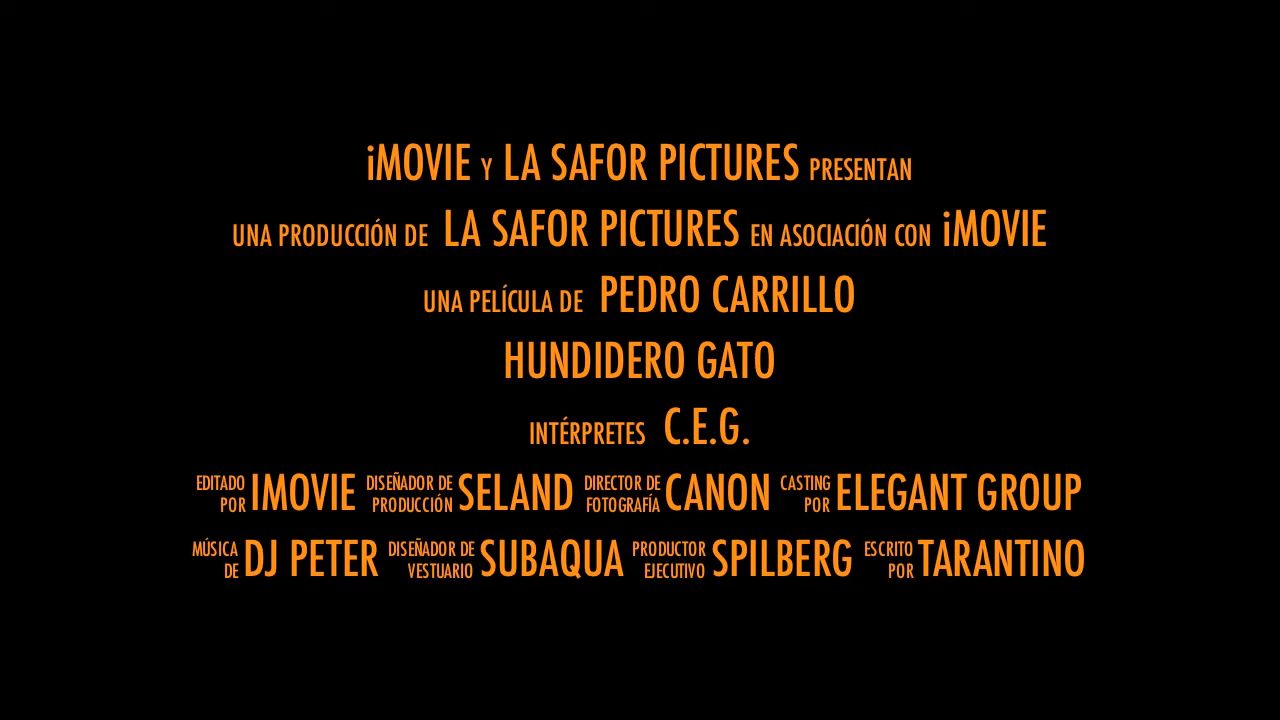 iMOVIE Y LA SAFOR PICTURES PRESENTAN
UNA PRODUCCIÓN DE LA SAFOR PICTURES EN ASOCIACIÓN CON iMOVIE
UNA PELÍCULA DE PEDRO CARRILLO
HUNDIDERO GATO
INTÉRPRETES C.E.G.
EDITADO POR IMOVIE DISEÑADOR DE PRODUCCIÓN SELAND DIRECTOR DE FOTOGRAFÍA CANON CASTING POR ELEGANT GROUP
MÚSICA DE DJ PETER DISEÑADOR DE VESTUARIO SUBAQUA PRODUCTOR EJECUTIVO SPILBERG ESCRITO POR TARANTINO